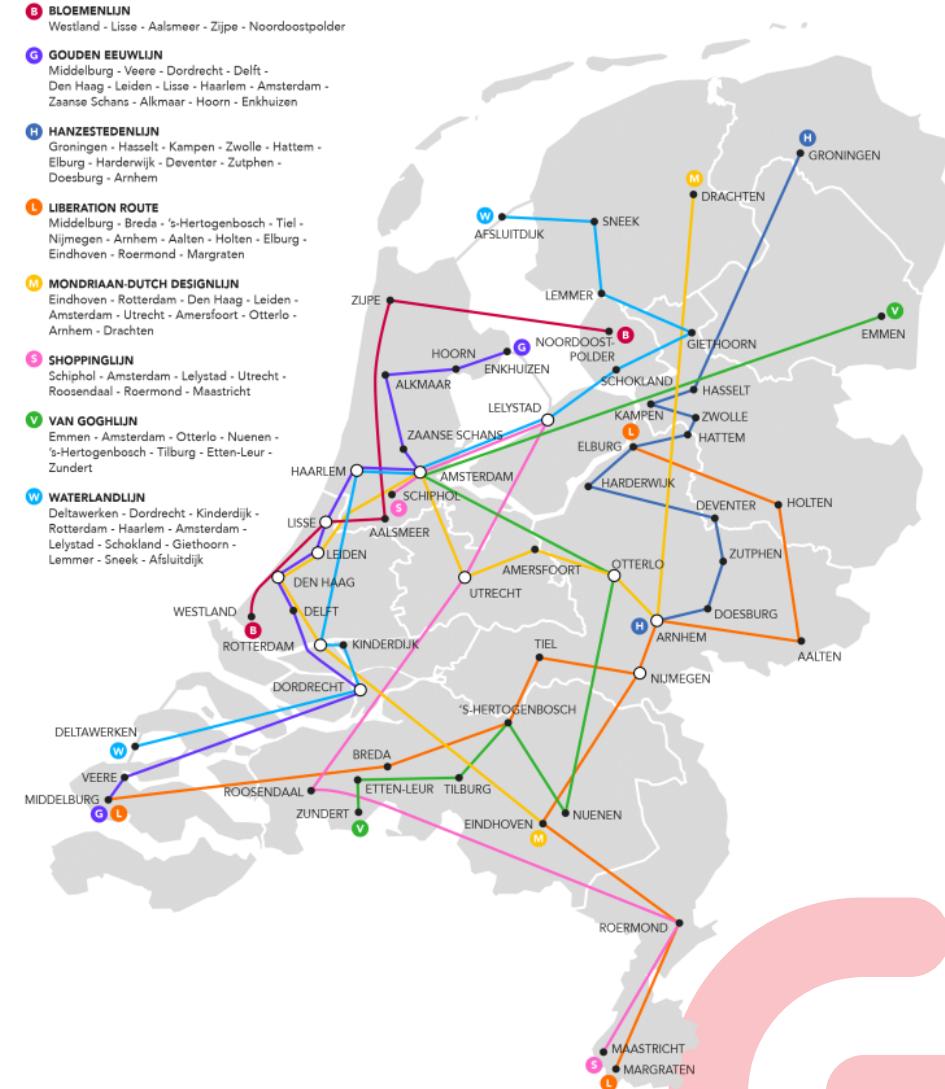 B BLOEMENLIJN
Westland - Lisse - Aalsmeer - Zijpe - Noordoostpolder
G GOUDEN EEUWLIJN
Middelburg - Veere - Dordrecht - Delft -
Den Haag - Leiden - Lisse - Haarlem - Amsterdam -
Zaanse Schans - Alkmaar - Hoorn - Enkhuizen
H HANZESTEDENLIJN
Groningen - Hasselt - Kampen - Zwolle - Hattem -
Elburg - Harderwijk - Deventer - Zutphen -
Doesburg - Arnhem
L LIBERATION ROUTE
Middelburg - Breda - 's-Hertogenbosch - Tiel -
Nijmegen - Arnhem - Aalten - Holten - Elburg -
Eindhoven - Roermond - Margraten
M MONDRIAAN-DUTCH DESIGNLIJN
Eindhoven - Rotterdam - Den Haag - Leiden -
Amsterdam - Utrecht - Amersfoort - Otterlo -
Arnhem - Drachten
S SHOPPINGLIJN
Schiphol - Amsterdam - Lelystad - Utrecht -
Roosendaal - Roermond - Maastricht
V VAN GOGHLIJN
Emmen - Amsterdam - Otterlo - Nuenen -
's-Hertogenbosch - Tilburg - Etten-Leur -
Zundert
W WATERLANDLIJN
Deltawerken - Dordrecht - Kinderdijk -
Rotterdam - Haarlem - Amsterdam -
Lelystad - Schokland - Giethoorn -
Lemmer - Sneek - Afsluitdijk
H
GRONINGEN
M
DRACHTEN
W
AFSLUITDIJK
SNEEK
LEMMER
ZIJPE
V
EMMEN
NOORDOOST-
POLDER
B
GIETHOORN
HOORN
G
ENKHUIZEN
ALKMAAR
SCHOKLAND
HASSELT
LELYSTAD
KAMPEN
ZWOLLE
ZAANSE SCHANS
L
HATTEM
ELBURG
HAARLEM
AMSTERDAM
HARDERWIJK
SCHIPHOL
S
DEVENTER
HOLTEN
LISSE
AALSMEER
LEIDEN
ZUTPHEN
AMERSFOORT
OTTERLO
DEN HAAG
UTRECHT
WESTLAND
B
DELFT
DOESBURG
H
ARNHEM
ROTTERDAM
KINDERDIJK
TIEL
AALTEN
NIJMEGEN
DORDRECHT
'S-HERTOGENBOSCH
DELTAWERKEN
W
BREDA
VEERE
MIDDELBURG
G L
ROOSENDAAL
ETTEN-LEUR
TILBURG
ZUNDERT
V
NUENEN
EINDHOVEN
M
ROERMOND
MAASTRICHT
S
MARGRATEN
L